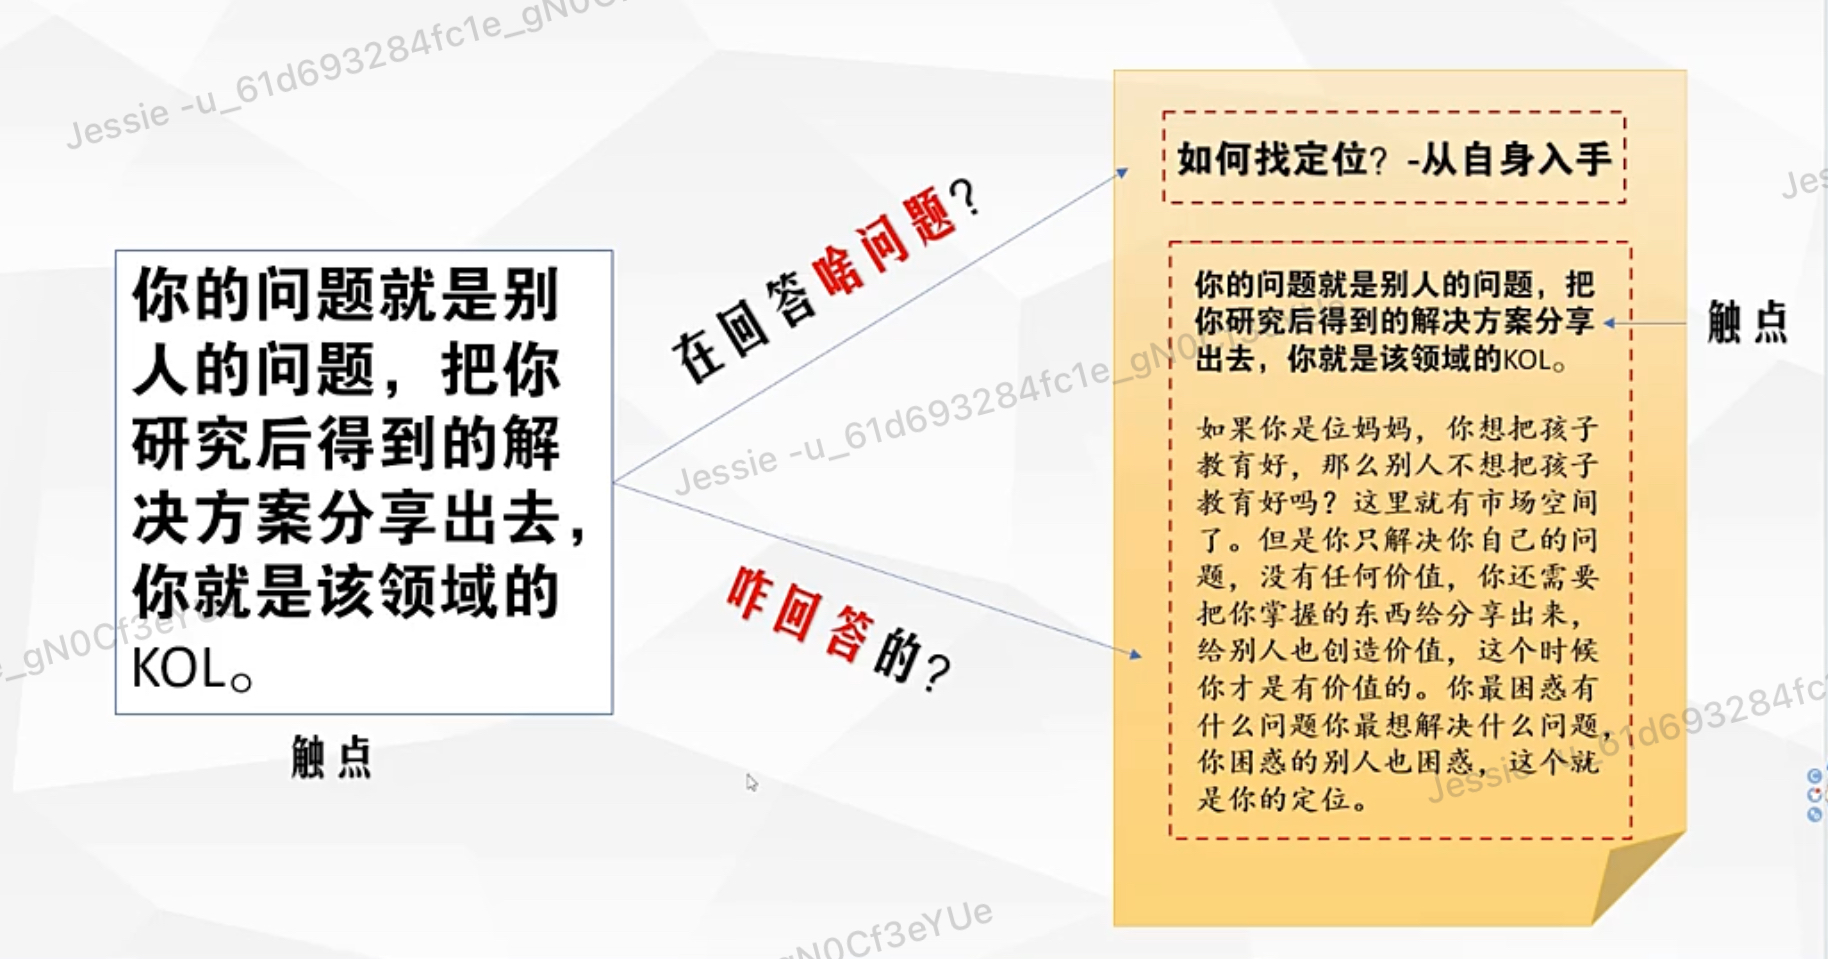 Jessie -u_61d693284fc1e_gN0C
你的问题就是别
人的问题，把你
研究后得到的解
决方案分享出去，
你就是该领域的
KOL。
触点
在回答啥问题？
咋回答的？
如何找定位？-从自身入手
你的问题就是别人的问题，把
你研究后得到的解决方案分享
出去，你就是该领域的KOL。
触点
如果你是位妈妈，你想把孩子
教育好，那么别人不想把孩子
教育好吗？这里就有市场空间
了。但是你只解决你自己的问
题，没有任何价值，你还需要
把你掌握的东西给分享出来，
给别人也创造价值，这个时候
你才是有价值的。你最困惑有
什么问题你最想解决什么问题，
你困惑的别人也困惑，这个就
是你的定位。
Jes
Jessie -u_61d693284fc1e_gN0Cf3eYUe
e_gN0Cf3eYUe
Jessie -u_61d693284fc1
gN0Cf3eYUe